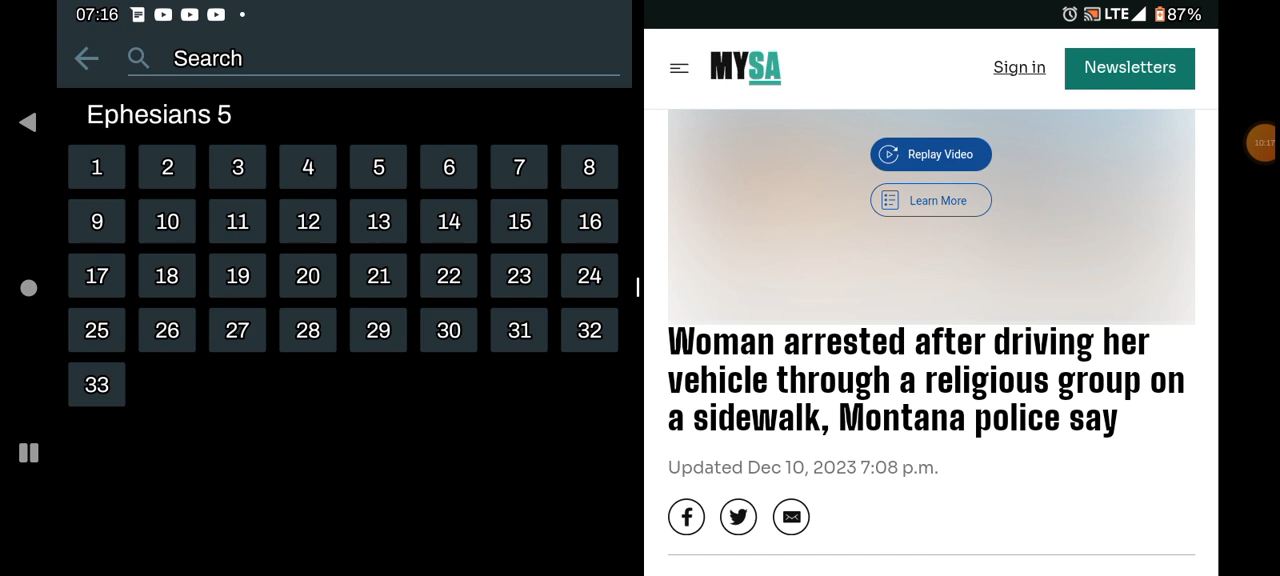 07:16
Search
Ephesians 5
1 2 3 4 5 6 7 8
9 10 11 12 13 14 15 16
17 18 19 20 21 22 23 24
25 26 27 28 29 30 31 32
33
LTE 87%
MYSA
Sign in
Newsletters
Replay Video
Learn More
Woman arrested after driving her
vehicle through a religious group on
a sidewalk, Montana police say
Updated Dec 10, 2023 7:08 p.m.
10:17